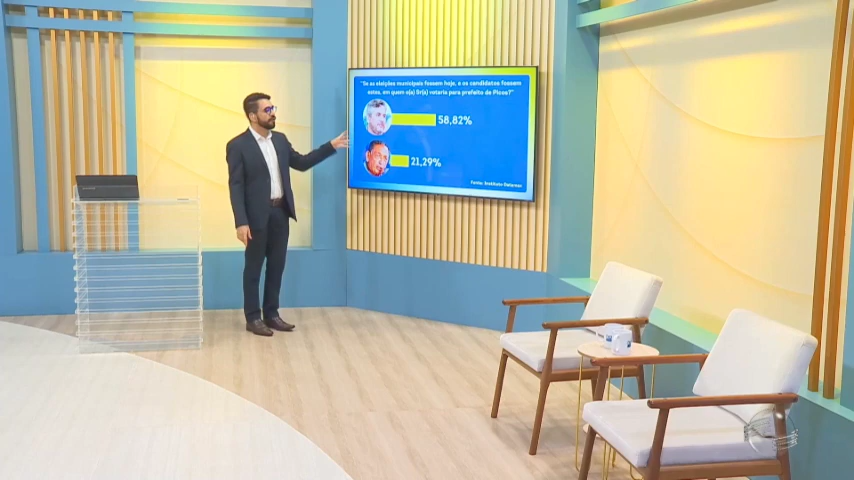 "Se as eleições municipais fossem hoje, e os candidatos fossem
estes, em quem o(a) Sr(a) votaria para prefeito de Picos?"
58,82%
21,29%
Fonte: Instituto Datamax